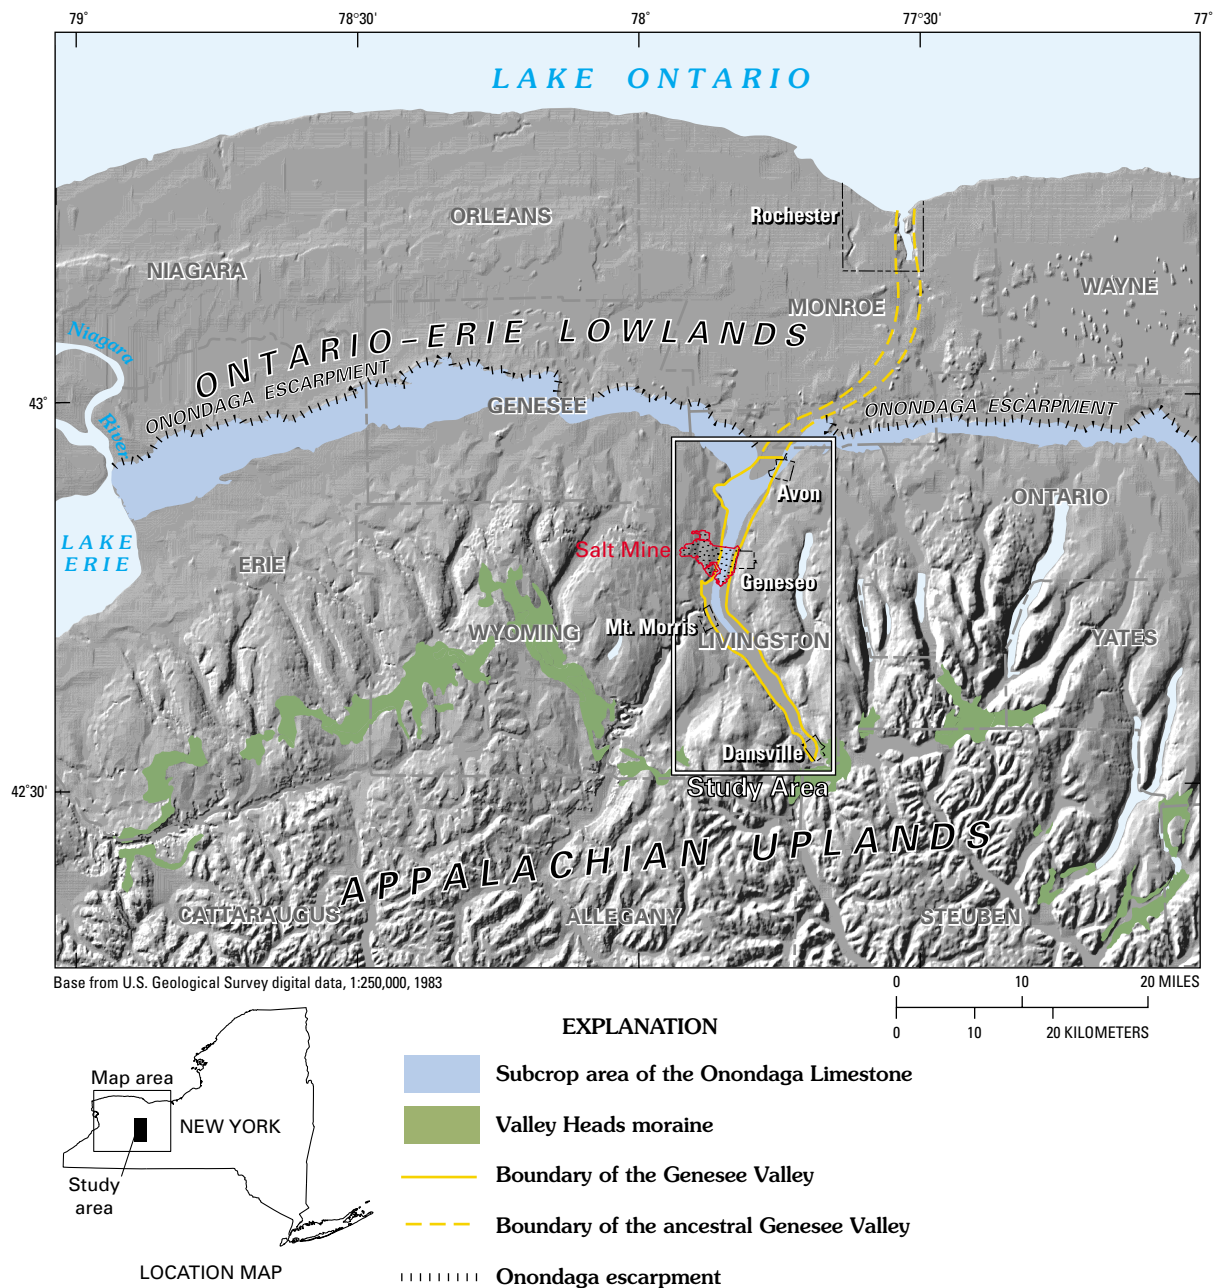 79°
78°30'
78°
77°30'
77°
LAKE ONTARIO
ORLEANS
Rochester
NIAGARA
WAYNE
MONROE
Niagara
River
ONTARIO–ERIE LOWLANDS
ONONDAGA ESCARPMENT
43°
GENESEE
ONONDAGA ESCARPMENT
Avon
ONTARIO
LAKE
ERIE
ERIE
Salt Mine
Geneseo
Mt. Morris
WYOMING
LIVINGSTON
YATES
Dansville
42°30'
Study Area
APPALACHIAN UPLANDS
CATTARAUGUS
ALLEGANY
STEUBEN
Base from U.S. Geological Survey digital data, 1:250,000, 1983
0 10 20 MILES
0 10 20 KILOMETERS
EXPLANATION
Subcrop area of the Onondaga Limestone
Valley Heads moraine
Boundary of the Genesee Valley
Boundary of the ancestral Genesee Valley
Onondaga escarpment
Map area
NEW YORK
Study
area
LOCATION MAP